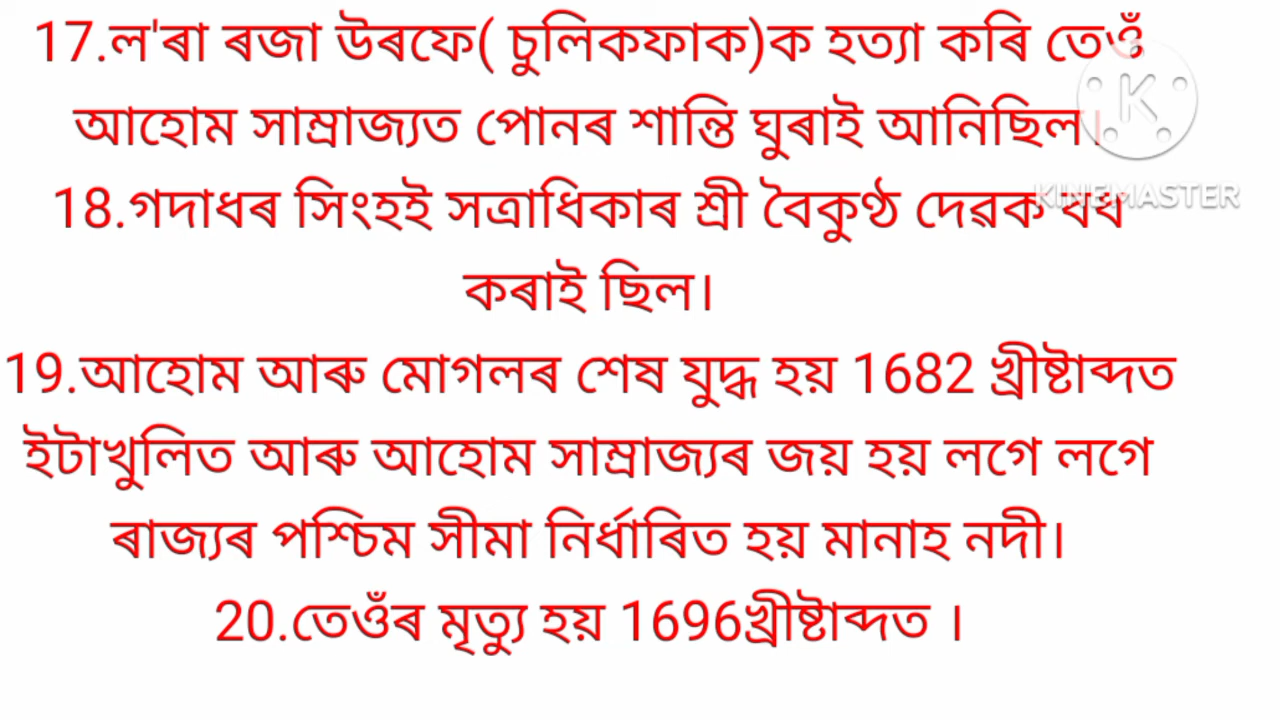 17.ল'ৰা ৰজা উৰফে( চুলিকফাক)ক হত্যা কৰি তেওঁ
আহোম সাম্ৰাজ্যত পোনৰ শান্তি ঘুৰাই আনিছিল।
18.গদাধৰ সিংহই সত্ৰাধিকাৰ শ্ৰী বৈকুণ্ঠ দেৱক বধ
কৰাই ছিল।
19.আহোম আৰু মোগলৰ শেষ যুদ্ধ হয় 1682 খ্ৰীষ্টাব্দত
ইটাখুলিত আৰু আহোম সাম্ৰাজ্যৰ জয় হয় লগে লগে
ৰাজ্যৰ পশ্চিম সীমা নিৰ্ধাৰিত হয় মানাহ নদী।
20.তেওঁৰ মৃত্যু হয় 1696খ্ৰীষ্টাব্দত ।
K
KINEMASTER